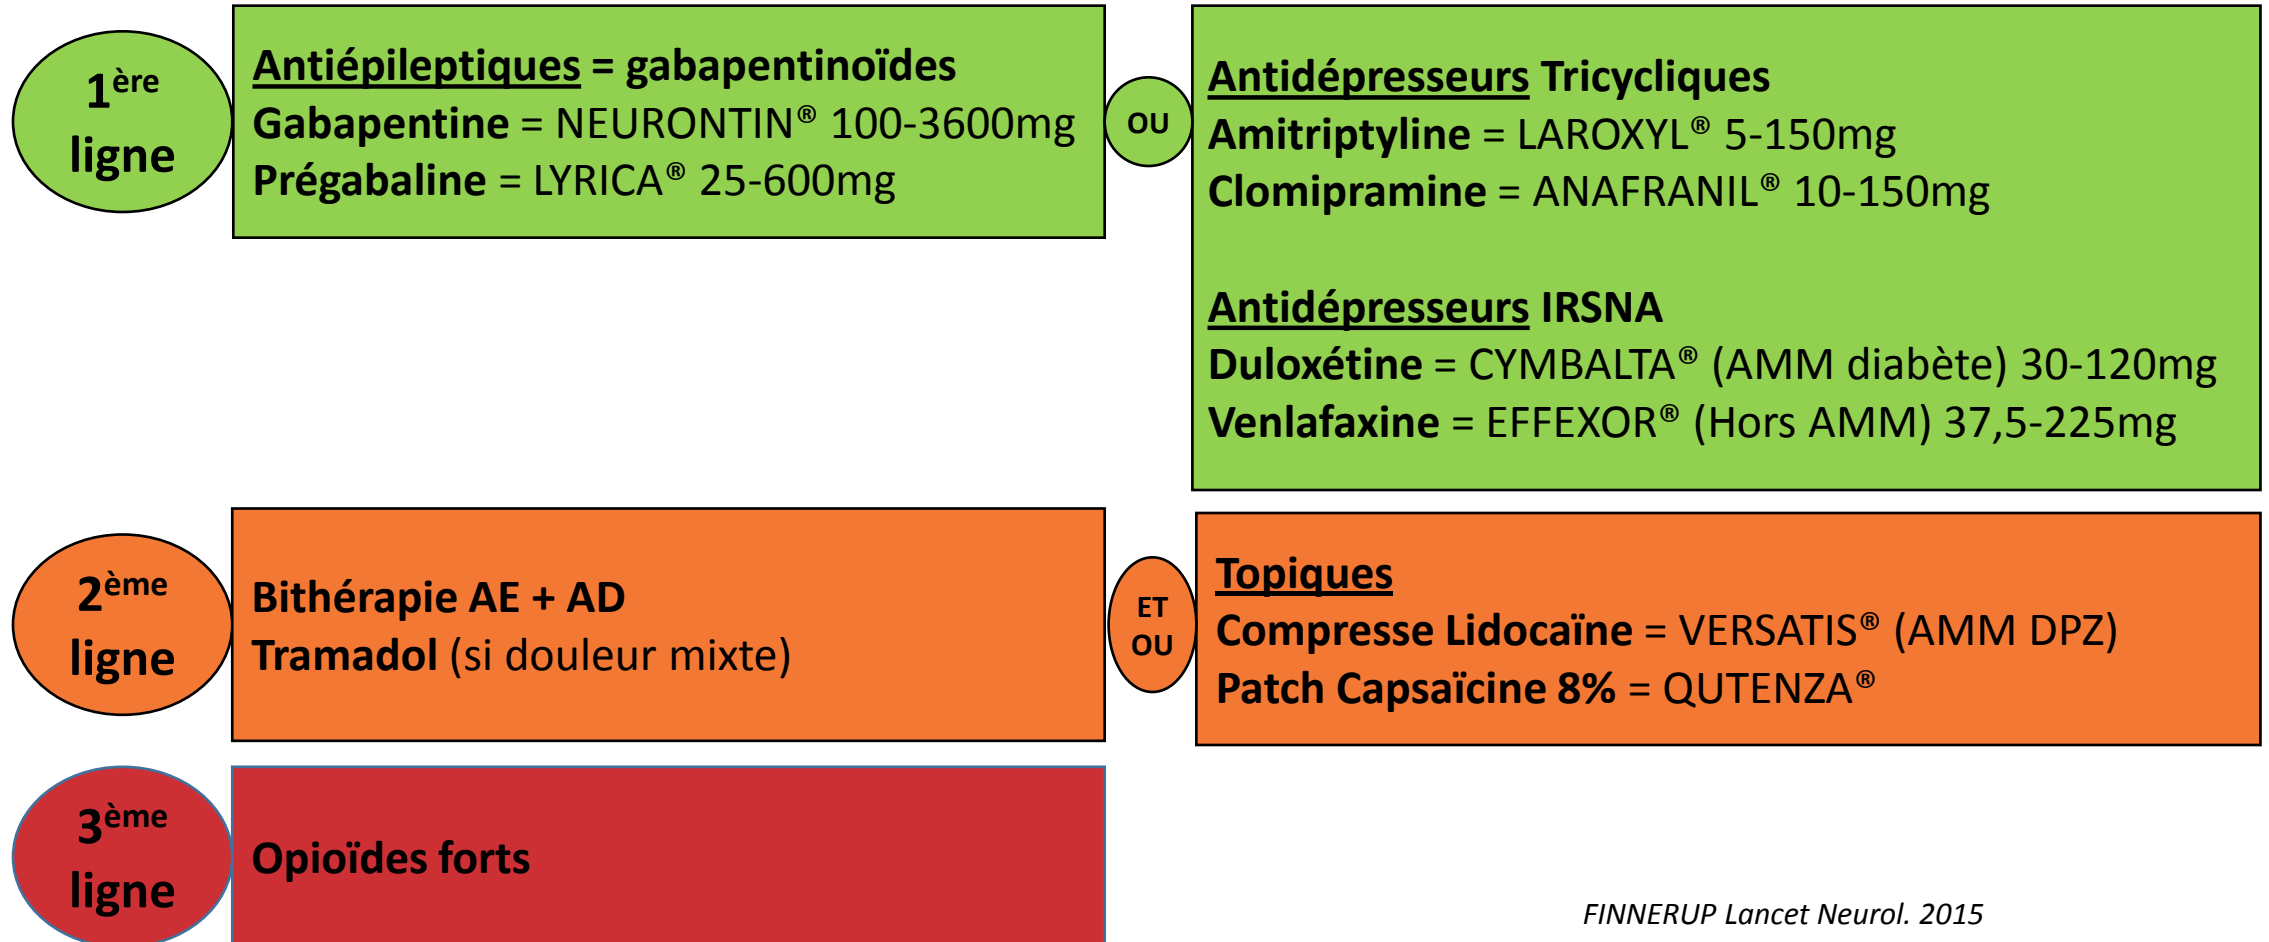 1ère
ligne
Antiépileptiques = gabapentinoïdes
Gabapentine = NEURONTIN® 100-3600mg
Prégabaline = LYRICA® 25-600mg
OU
Antidépresseurs Tricycliques
Amitriptyline = LAROXYL® 5-150mg
Clomipramine = ANAFRANIL® 10-150mg
Antidépresseurs IRSNA
Duloxétine = CYMBALTA® (AMM diabète) 30-120mg
Venlafaxine = EFFEXOR® (Hors AMM) 37,5-225mg
2ème
ligne
Bithérapie AE + AD
Tramadol (si douleur mixte)
ET
OU
Topiques
Compresse Lidocaïne = VERSATIS® (AMM DPZ)
Patch Capsaïcine 8% = QUTENZA®
3ème
ligne
Opioïdes forts
FINNERUP Lancet Neurol. 2015